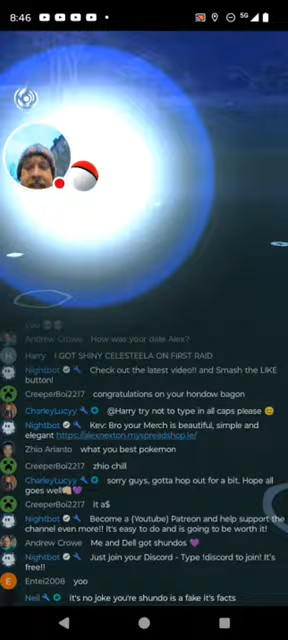 8:46
5G
Andrew Crowe How was your date Alex?
Harry I GOT SHINY CELESTEELA ON FIRST RAID
Nightbot Check out the latest video!! and Smash the LIKE
button!
CreeperBoi2217 congratulations on your hondow bagon
CharleyLucyy @Harry try not to type in all caps please 😊
Nightbot Kev: Bro your Merch is beautiful, simple and
elegant https://alexnexton.myspreadshop.ie/
Zhio Arianto what you best pokemon
CreeperBoi2217 zhio chill
CharleyLucyy sorry guys, gotta hop out for a bit. Hope all
goes well👊💜
CreeperBoi2217 it a$
Nightbot Become a (Youtube) Patreon and help support the
channel even more!! It's easy to do and is going to be worth it!
Andrew Crowe Me and Dell got shundos 💜
Nightbot Just join your Discord - Type !discord to join! It's
free!!
E Entei2008 yoo
Neil it's no joke you're shundo is a fake it's facts